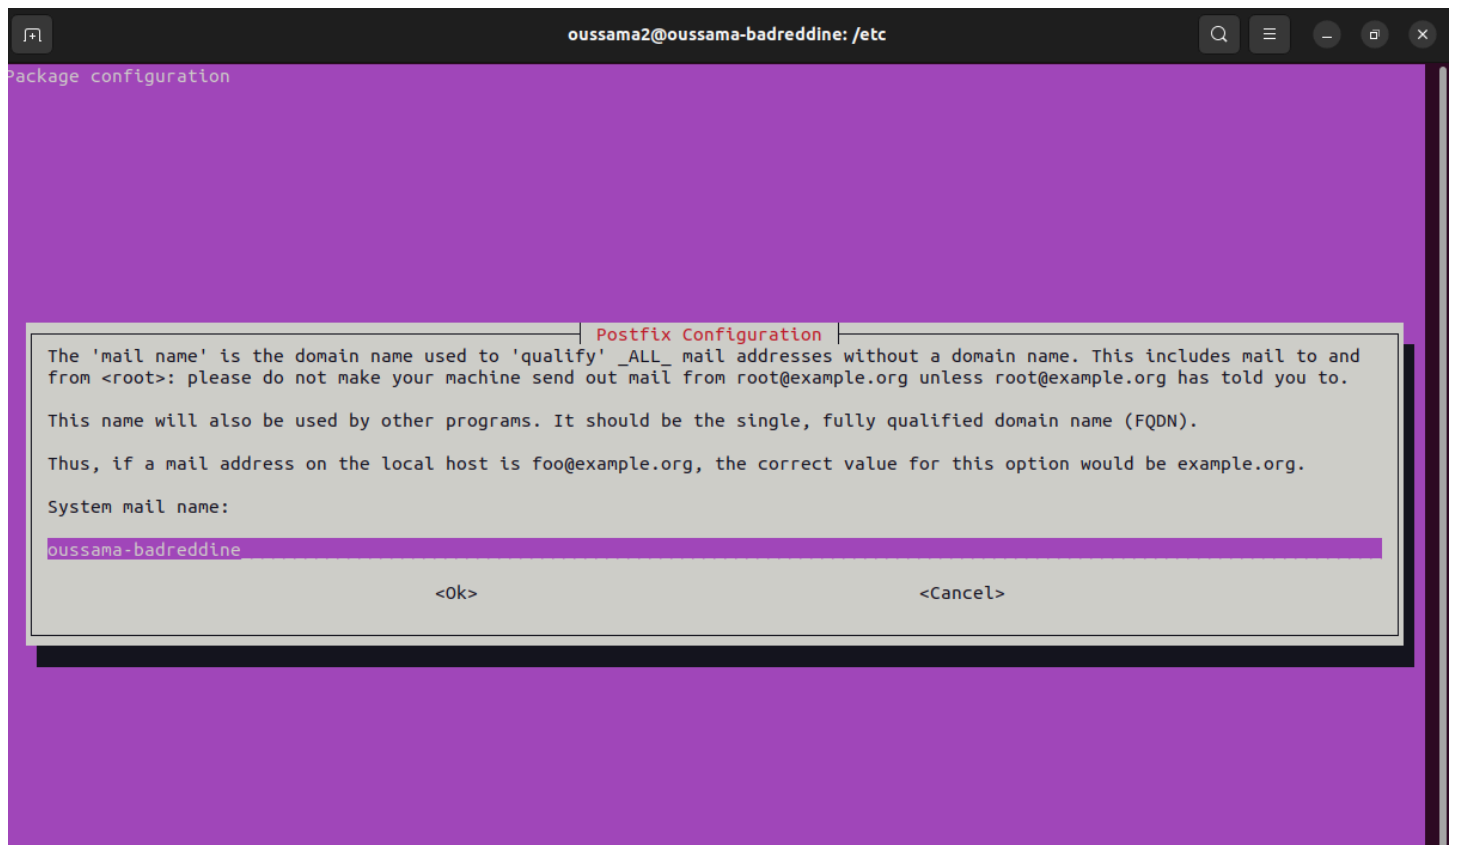 oussama2@oussama-badreddine: /etc
Package configuration
Postfix Configuration
The 'mail name' is the domain name used to 'qualify' _ALL_ mail addresses without a domain name. This includes mail to and
from <root>: please do not make your machine send out mail from root@example.org unless root@example.org has told you to.
This name will also be used by other programs. It should be the single, fully qualified domain name (FQDN).
Thus, if a mail address on the local host is foo@example.org, the correct value for this option would be example.org.
System mail name:
oussama-badreddine
<Ok> <Cancel>